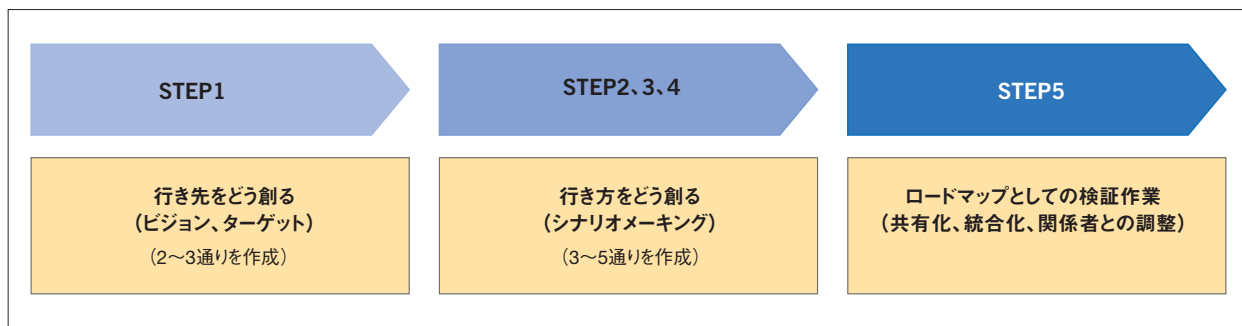 STEP1
行き先をどう創る
(ビジョン、ターゲット)
(2〜3通りを作成)
STEP2、3、4
行き方をどう創る
(シナリオメーキング)
(3〜5通りを作成)
STEP5
ロードマップとしての検証作業
(共有化、統合化、関係者との調整)